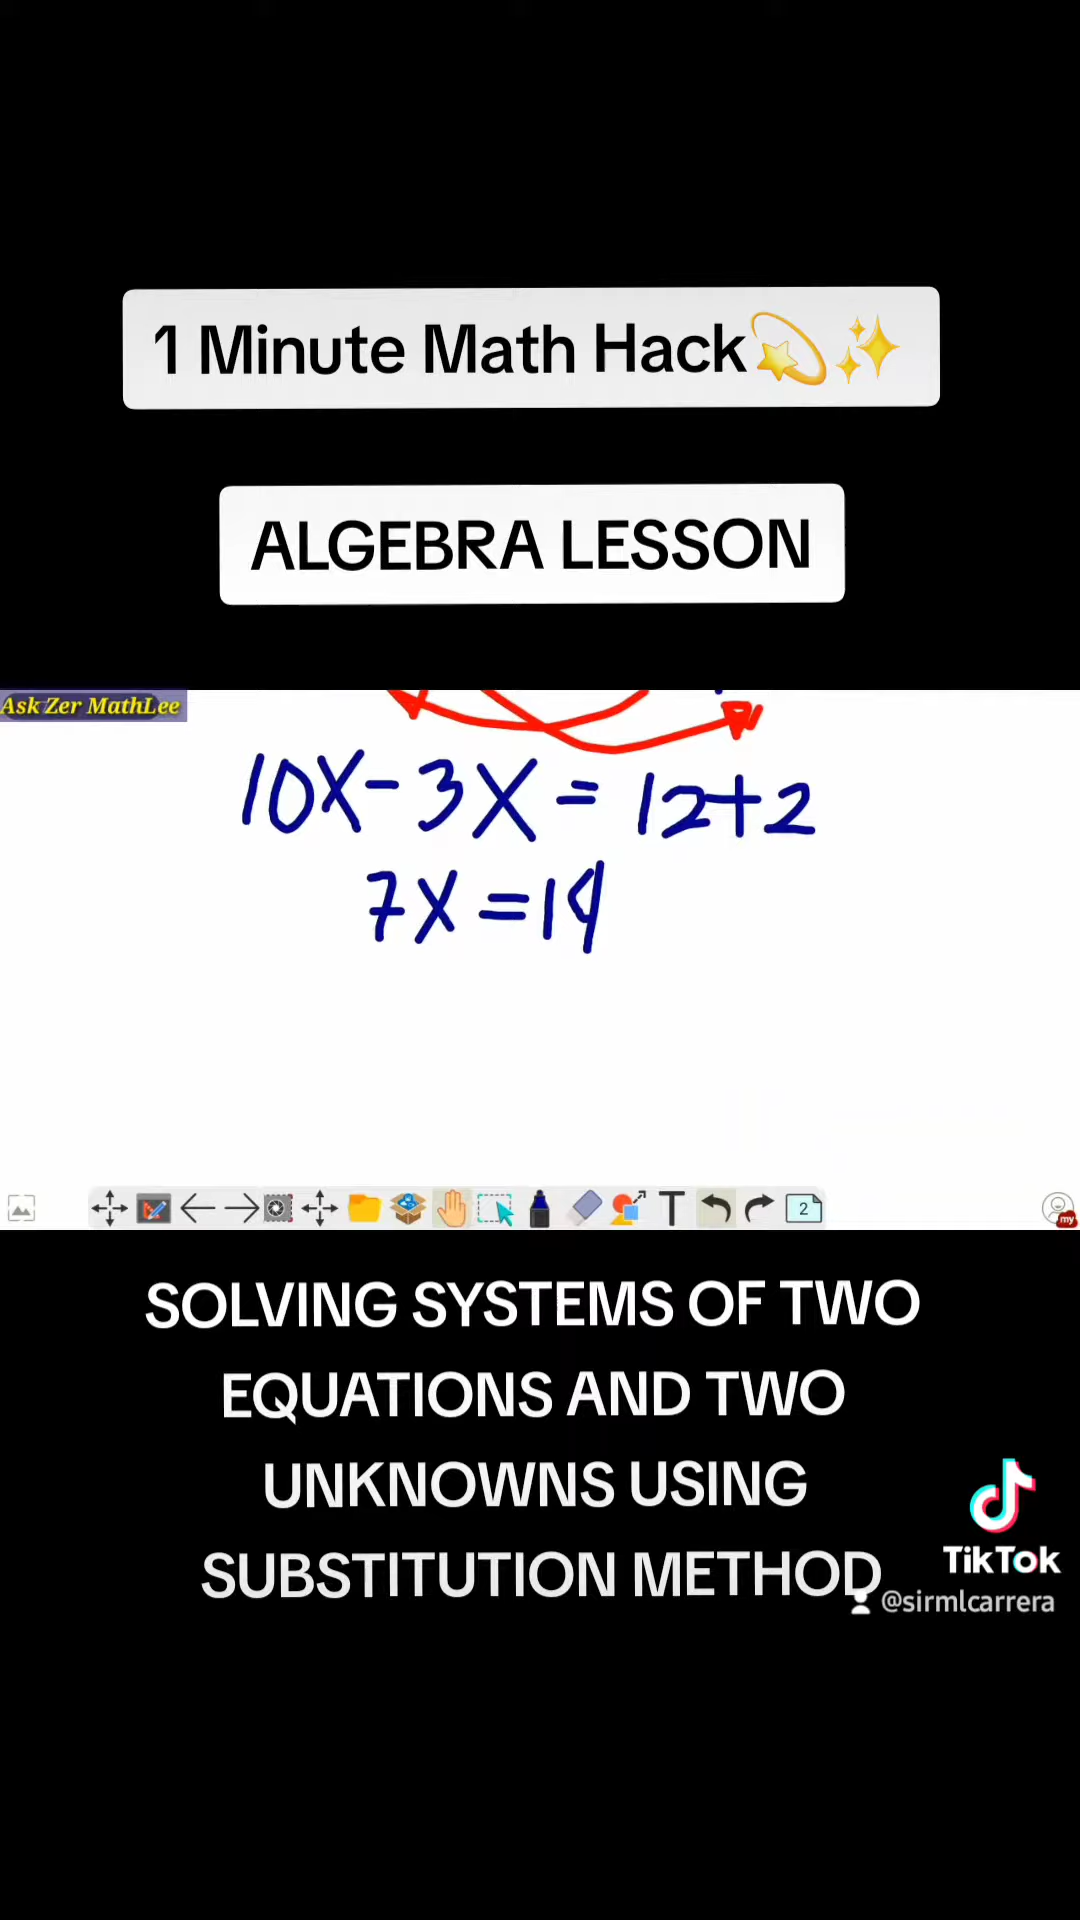 1 Minute Math Hack💫✨
ALGEBRA LESSON
Ask Zer MathLee
10X-3X=12+2
7X=14
2
my
SOLVING SYSTEMS OF TWO
EQUATIONS AND TWO
UNKNOWNS USING
SUBSTITUTION METHOD
TikTok
@sirmlcarrera